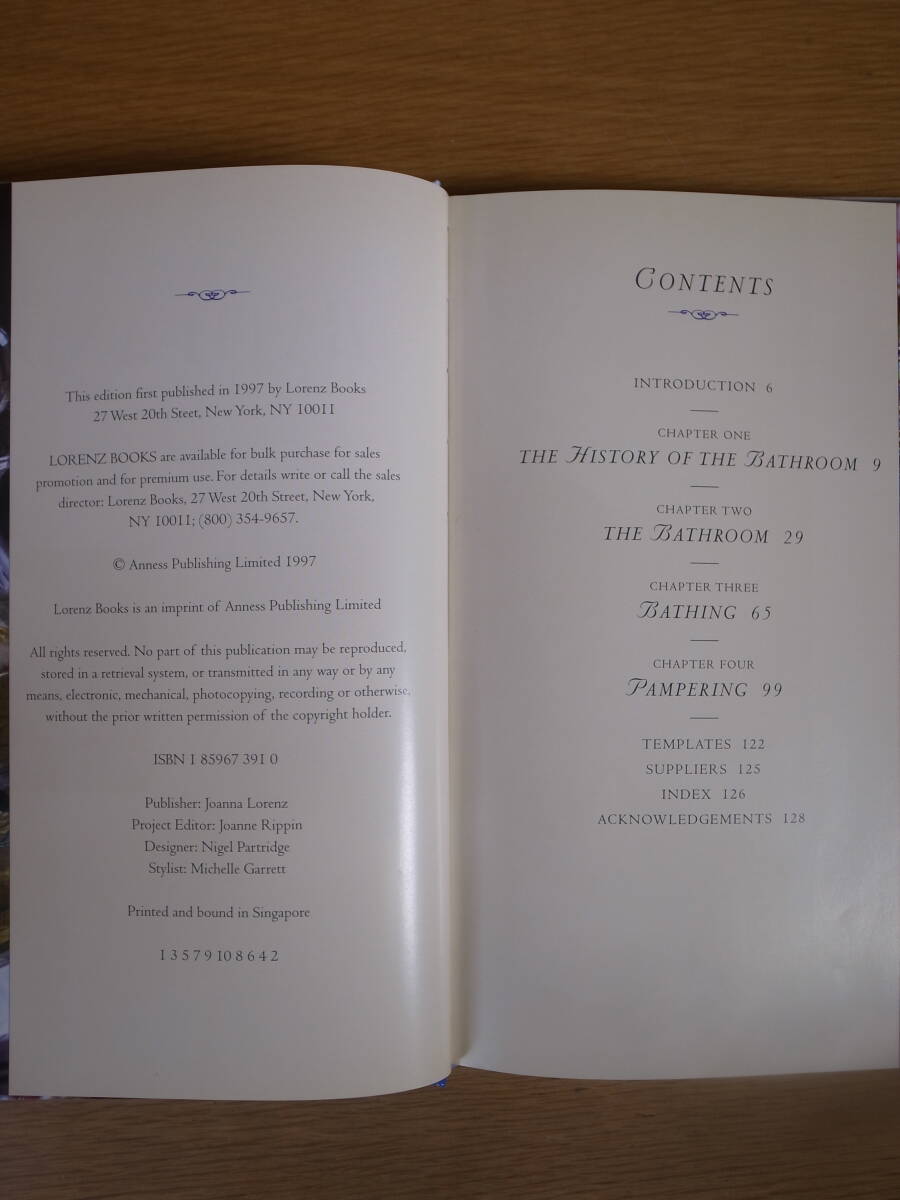 This edition first published in 1997 by Lorenz Books
27 West 20th Steet, New York, NY 10011
LORENZ BOOKS are available for bulk purchase for sales
promotion and for premium use. For details write or call the sales
director: Lorenz Books, 27 West 20th Street, New York,
NY 10011; (800) 354-9657.
© Anness Publishing Limited 1997
Lorenz Books is an imprint of Anness Publishing Limited
All rights reserved. No part of this publication may be reproduced,
stored in a retrieval system, or transmitted in any way or by any
means, electronic, mechanical, photocopying, recording or otherwise,
without the prior written permission of the copyright holder.
ISBN 1 85967 391 0
Publisher: Joanna Lorenz
Project Editor: Joanne Rippin
Designer: Nigel Partridge
Stylist: Michelle Garrett
Printed and bound in Singapore
1 3 5 7 9 10 8 6 4 2
CONTENTS
INTRODUCTION 6
CHAPTER ONE
THE HISTORY OF THE BATHROOM 9
CHAPTER TWO
THE BATHROOM 29
CHAPTER THREE
BATHING 65
CHAPTER FOUR
PAMPERING 99
TEMPLATES 122
SUPPLIERS 125
INDEX 126
ACKNOWLEDGEMENTS 128